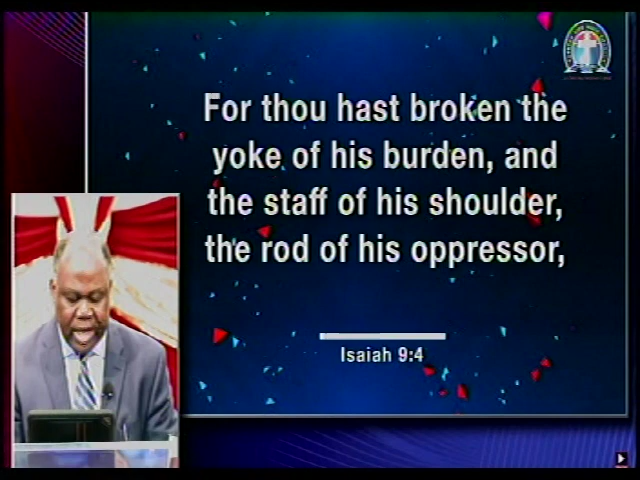 For thou hast broken the
yoke of his burden, and
the staff of his shoulder,
the rod of his oppressor,
Isaiah 9:4